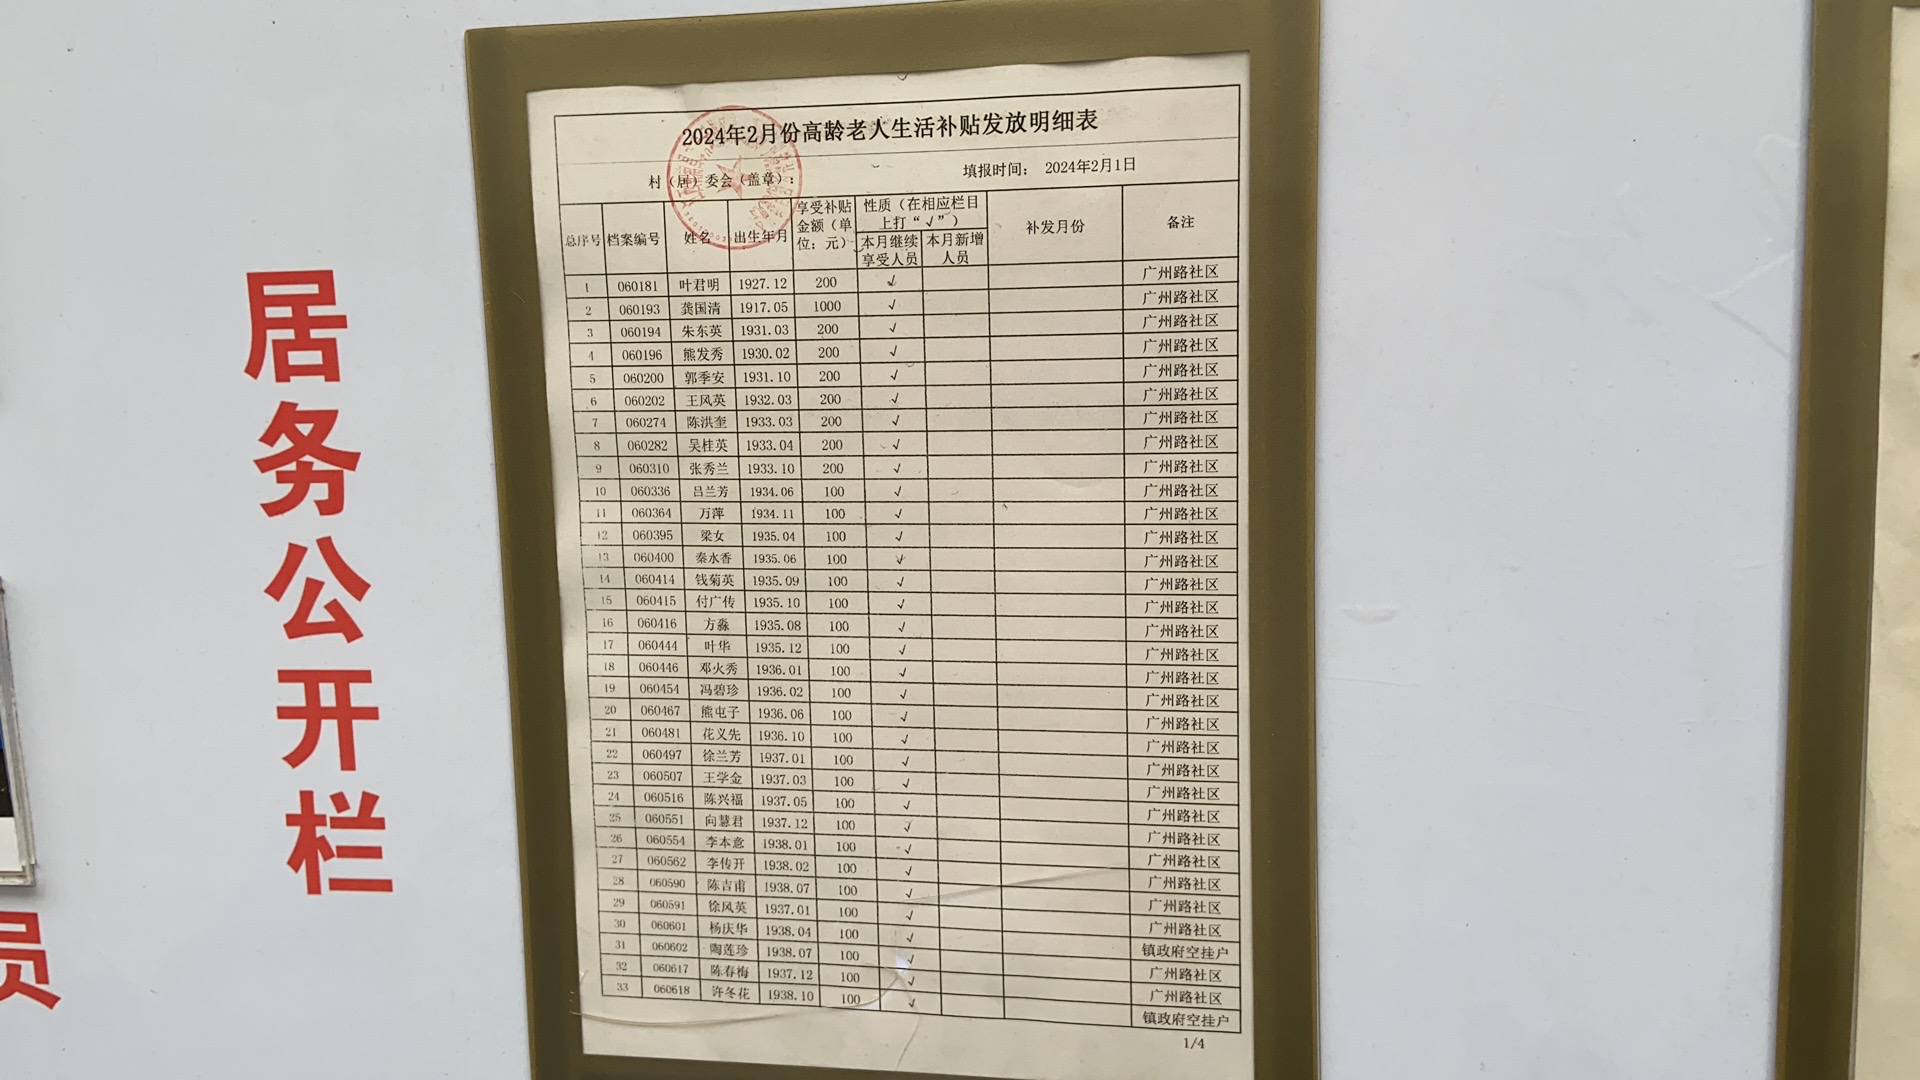 居务公开栏
员
2024年2月份高龄老人生活补贴发放明细表
村（居）委会（盖章）： 填报时间： 2024年2月1日
总序号 档案编号 姓名 出生年月 享受补贴金额（单位：元） 性质（在相应栏目上打“√”） 补发月份 备注
本月继续享受人员 本月新增人员
1 060181 叶君明 1927.12 200 √ 广州路社区
2 060193 龚国清 1917.05 1000 √ 广州路社区
3 060194 朱东英 1931.03 200 √ 广州路社区
4 060196 熊发秀 1930.02 200 √ 广州路社区
5 060200 郭季安 1931.10 200 √ 广州路社区
6 060202 王风英 1932.03 200 √ 广州路社区
7 060274 陈洪奎 1933.03 200 √ 广州路社区
8 060282 吴桂英 1933.04 200 √ 广州路社区
9 060310 张秀兰 1933.10 200 √ 广州路社区
10 060336 吕兰芳 1934.06 100 √ 广州路社区
11 060364 万萍 1934.11 100 √ 广州路社区
12 060395 梁女 1935.04 100 √ 广州路社区
13 060400 秦水香 1935.06 100 √ 广州路社区
14 060414 钱菊英 1935.09 100 √ 广州路社区
15 060415 付广传 1935.10 100 √ 广州路社区
16 060416 方淼 1935.08 100 √ 广州路社区
17 060444 叶华 1935.12 100 √ 广州路社区
18 060446 邓火秀 1936.01 100 √ 广州路社区
19 060454 冯碧珍 1936.02 100 √ 广州路社区
20 060467 熊屯子 1936.06 100 √ 广州路社区
21 060481 花义先 1936.10 100 √ 广州路社区
22 060497 徐兰芳 1937.01 100 √ 广州路社区
23 060507 王学金 1937.03 100 √ 广州路社区
24 060516 陈兴福 1937.05 100 √ 广州路社区
25 060551 向慧君 1937.12 100 √ 广州路社区
26 060554 李本意 1938.01 100 √ 广州路社区
27 060562 李传开 1938.02 100 √ 广州路社区
28 060590 陈吉甫 1938.07 100 √ 广州路社区
29 060591 徐风英 1937.01 100 √ 广州路社区
30 060601 杨庆华 1938.04 100 √ 镇政府空挂户
31 060602 陶莲珍 1938.07 100 √ 广州路社区
32 060617 陈春梅 1937.12 100 √ 广州路社区
33 060618 许冬花 1938.10 100 √ 镇政府空挂户
1/4